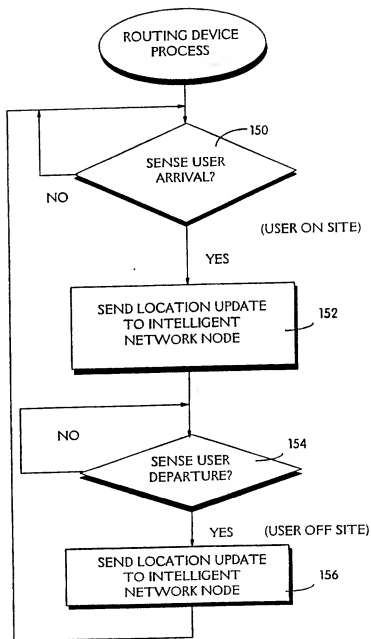 ROUTING DEVICE
PROCESS
150
SENSE USER
ARRIVAL?
NO
(USER ON SITE)
YES
SEND LOCATION UPDATE
TO INTELLIGENT
NETWORK NODE
152
NO
154
SENSE USER
DEPARTURE?
YES
(USER OFF SITE)
SEND LOCATION UPDATE
TO INTELLIGENT
NETWORK NODE
156